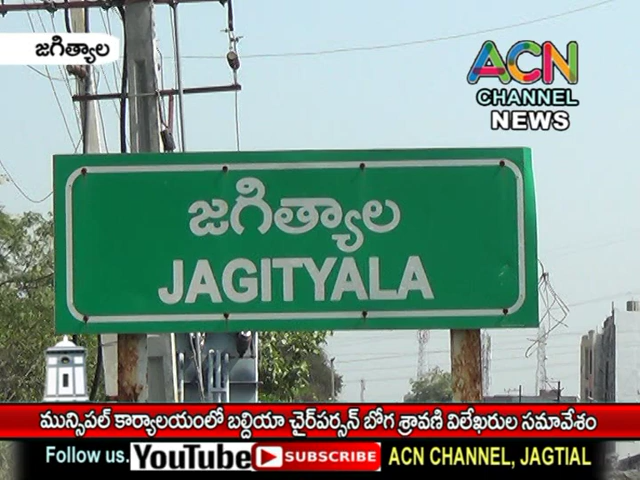 జగిత్యాల
ACN
CHANNEL
NEWS
జగిత్యాల
JAGITYALA
మున్సిపల్ కార్యాలయంలో బల్దియా చైర్‌పర్సన్ బోగ శ్రావణి విలేఖరుల సమావేశం
Follow us. YouTube SUBSCRIBE ACN CHANNEL, JAGTIAL